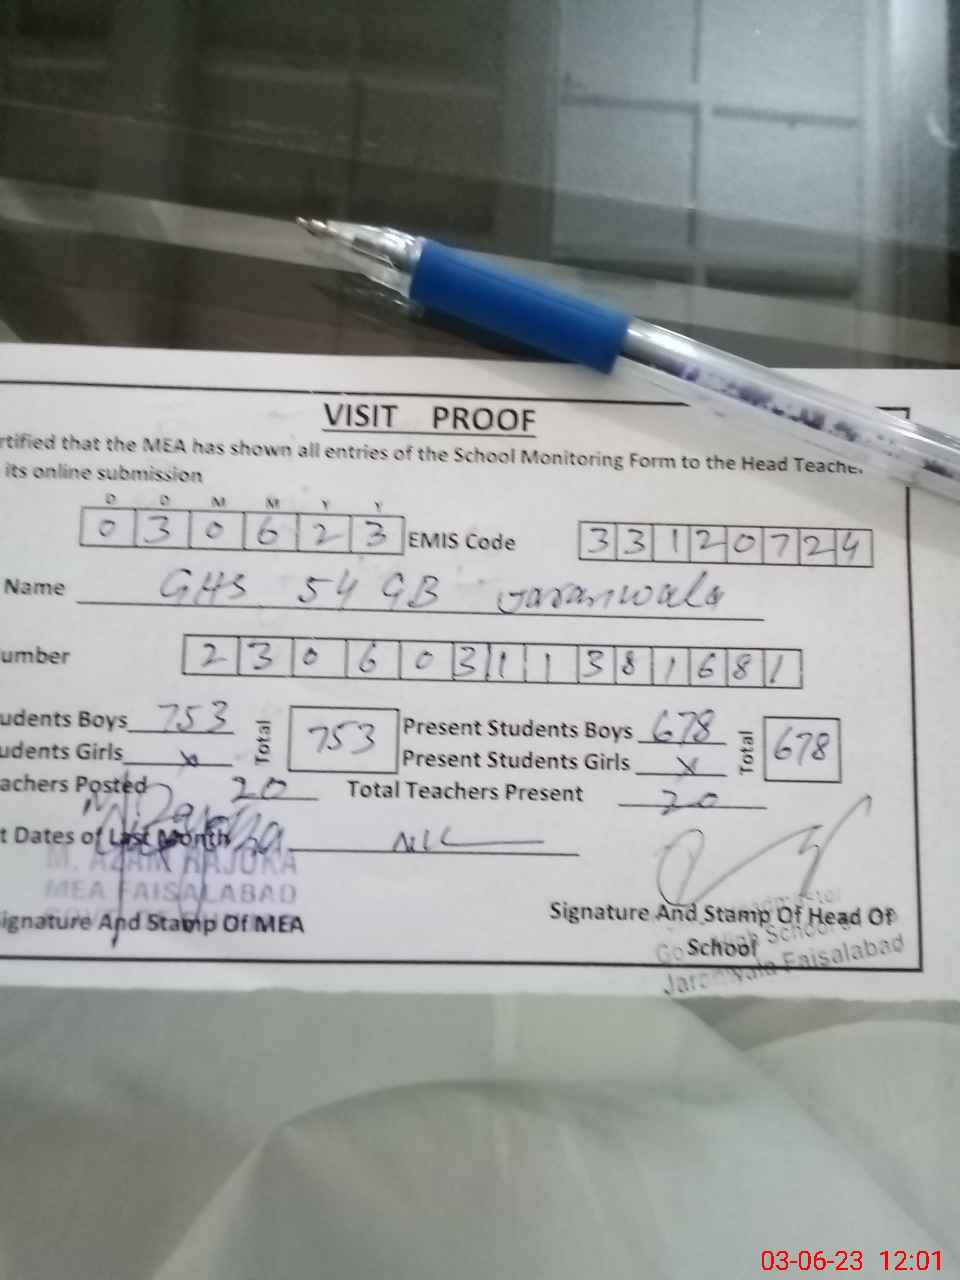 VISIT PROOF
rtified that the MEA has shown all entries of the School Monitoring Form to the Head Teache
its online submission
D D M M Y Y
0 3 0 6 2 3 EMIS Code 3 3 1 2 0 7 2 4
Name GHS 54 GB Jaranwala
umber 2 3 0 6 0 3 1 1 3 8 1 6 8 1
udents Boys 753 Total 753 Present Students Boys 678 Total 678
udents Girls x Present Students Girls x
achers Posted 20 Total Teachers Present 20
t Dates of Last Month NIL
M. AZAM RAJOKA
MEA FAISALABAD
ignature And Stamp Of MEA
Signature And Stamp Of Head Of
School
School
Jaranwala Faisalabad
03-06-23 12:01